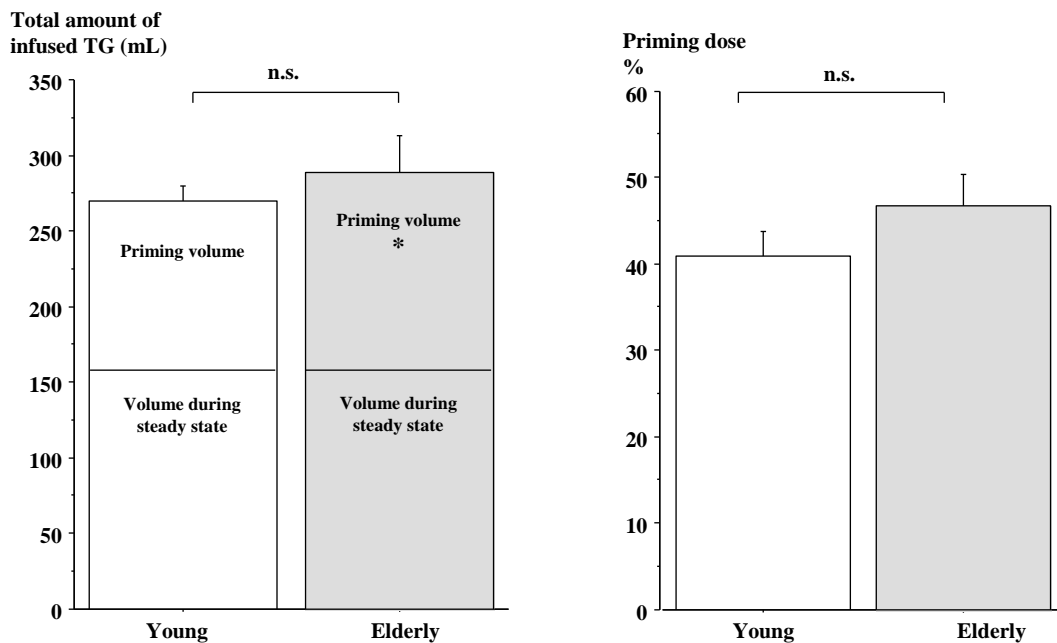 Total amount of
infused TG (mL)
350
300
250
200
150
100
50
0
n.s.
Priming volume
Priming volume
*
Volume during
steady state
Volume during
steady state
Young
Elderly
Priming dose
%
60
50
40
30
20
10
0
n.s.
Young
Elderly